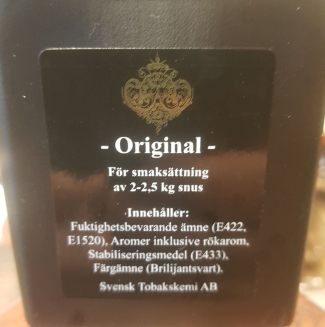 - Original -
För smaksättning
av 2-2,5 kg snus
Innehåller:
Fuktighetsbevarande ämne (E422,
E1520), Aromer inklusive rökarom,
Stabiliseringsmedel (E433),
Färgämne (Briljantsvart).
Svensk Tobakskemi AB